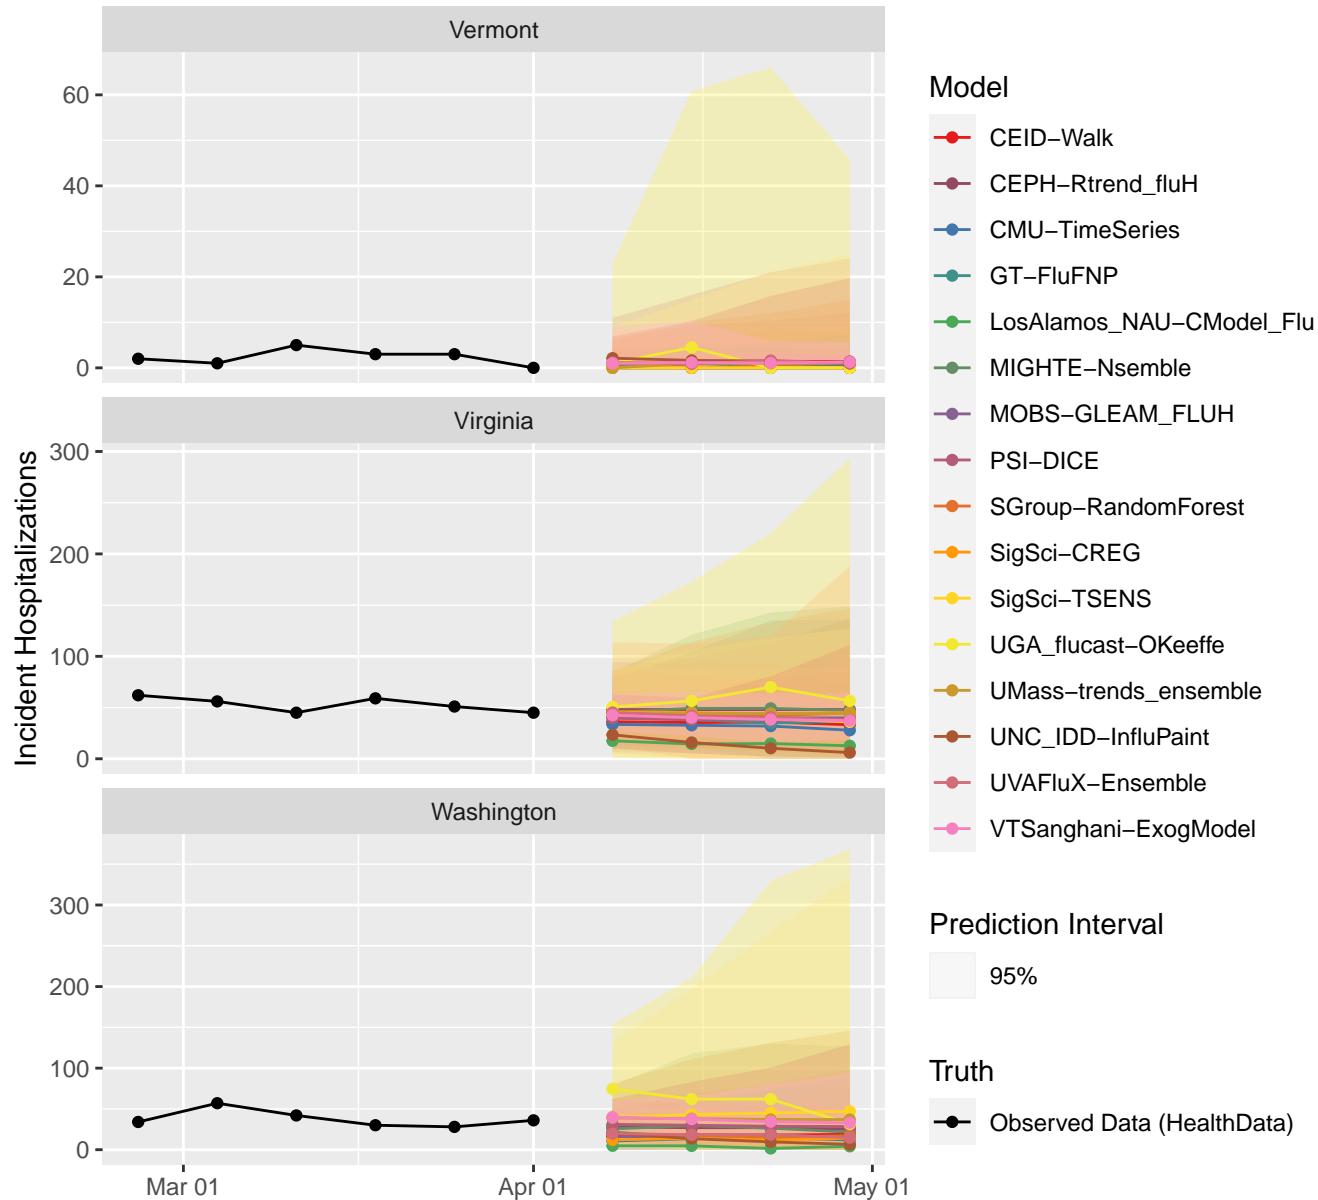 Vermont
60
40
20
0
Virginia
300
200
100
0
Washington
300
200
100
0
Mar 01
Apr 01
May 01
Incident Hospitalizations
Model
CEID−Walk
CEPH−Rtrend_fluH
CMU−TimeSeries
GT−FluFNP
LosAlamos_NAU−CModel_Flu
MIGHTE−Nsemble
MOBS−GLEAM_FLUH
PSI−DICE
SGroup−RandomForest
SigSci−CREG
SigSci−TSENS
UGA_flucast−OKeeffe
UMass−trends_ensemble
UNC_IDD−InfluPaint
UVAFluX−Ensemble
VTSanghani−ExogModel
Prediction Interval
95%
Truth
Observed Data (HealthData)